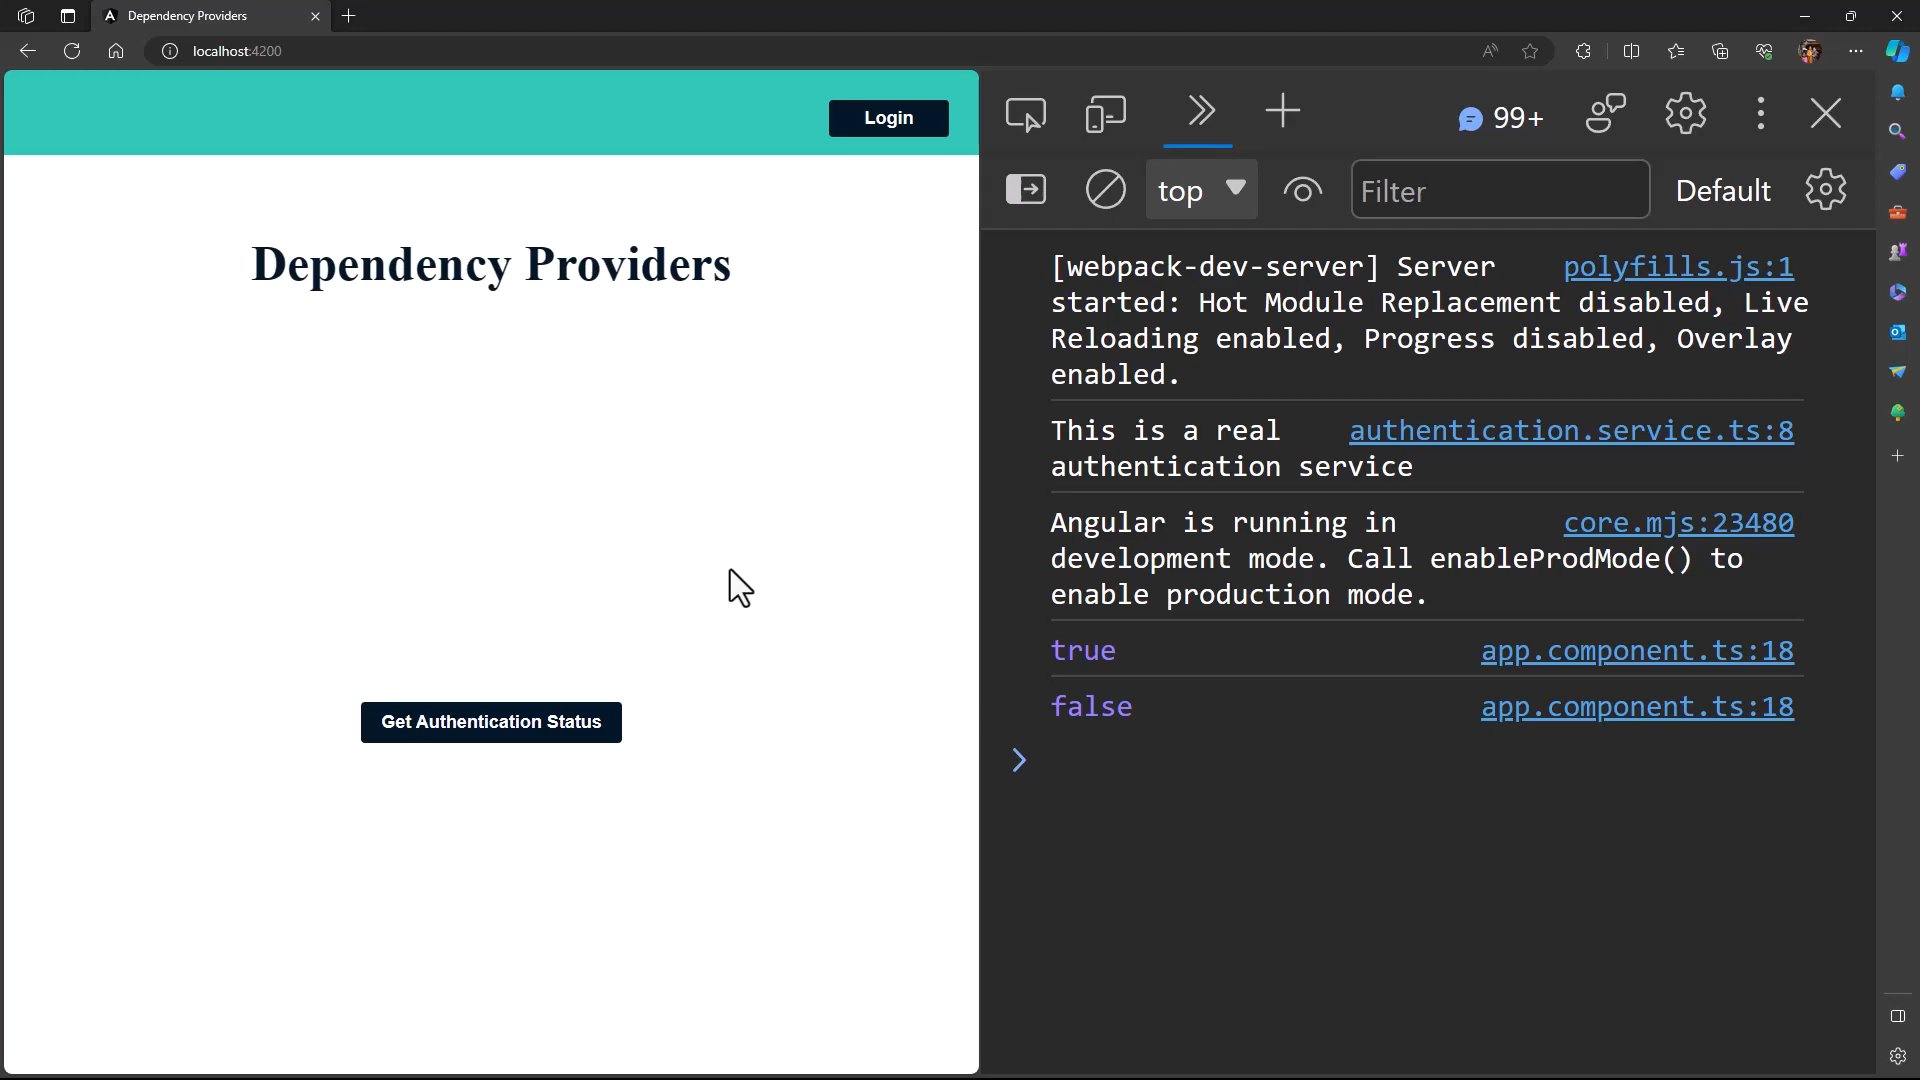 Dependency Providers
localhost:4200
Login
Dependency Providers
Get Authentication Status
99+
top
Filter
Default
[webpack-dev-server] Server polyfills.js:1
started: Hot Module Replacement disabled, Live
Reloading enabled, Progress disabled, Overlay
enabled.
This is a real authentication.service.ts:8
authentication service
Angular is running in core.mjs:23480
development mode. Call enableProdMode() to
enable production mode.
true app.component.ts:18
false app.component.ts:18